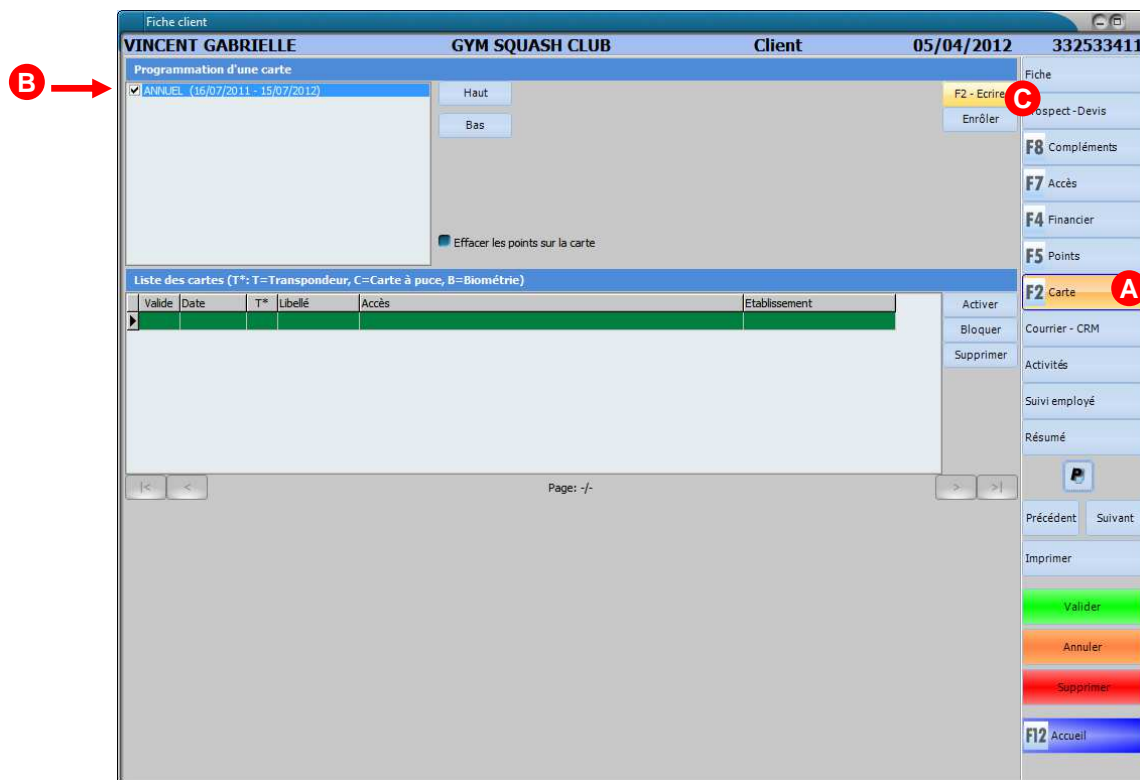 Fiche client
VINCENT GABRIELLE GYM SQUASH CLUB Client 05/04/2012 332533411
Programmation d'une carte
B
ANNUEL (16/07/2011 - 15/07/2012)
Haut
Bas
F2 - Ecrire
C
Enrôler
Effacer les points sur la carte
Liste des cartes (T*: T=Transpondeur, C=Carte à puce, B=Biométrie)
Valide Date T* Libellé Accès Etablissement
Activer
Bloquer
Supprimer
|< < Page: -/- > >|
Fiche
rospect-Devis
F8 Compléments
F7 Accès
F4 Financier
F5 Points
F2 Carte
A
Courrier - CRM
Activités
Suivi employé
Résumé
P
Précédent Suivant
Imprimer
Valider
Annuler
Supprimer
F12 Accueil